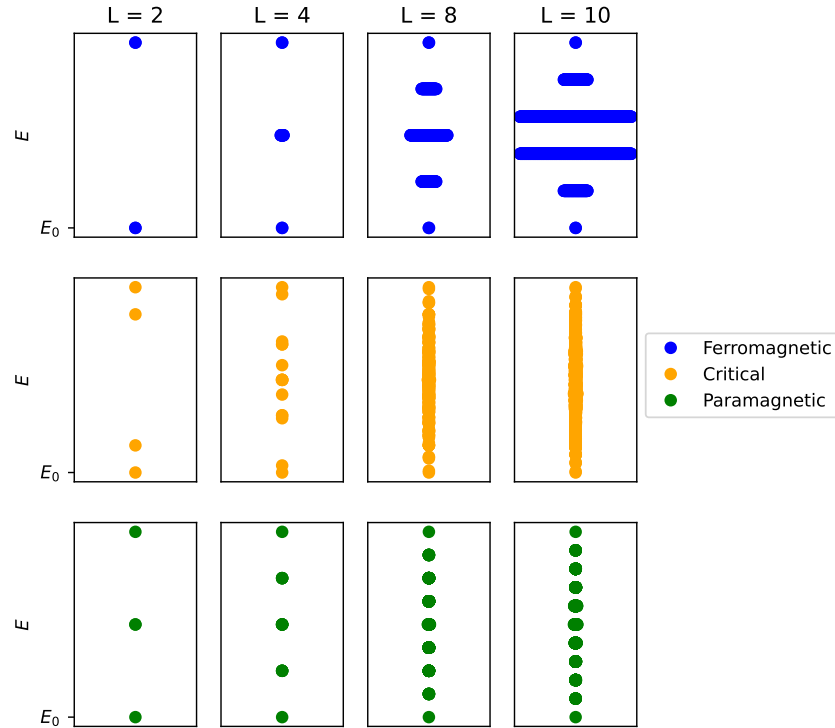 L = 2
L = 4
L = 8
L = 10
E
E₀
E
E₀
Ferromagnetic
Critical
Paramagnetic
E
E₀